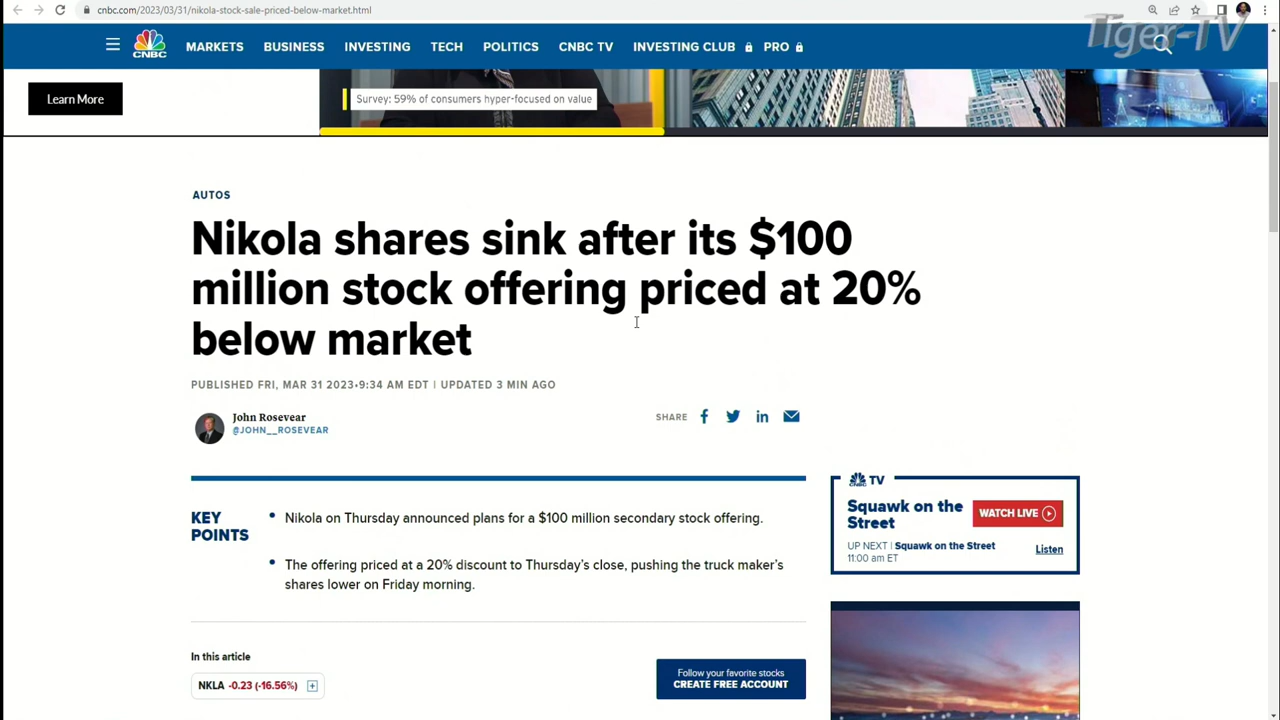 cnbc.com/2023/03/31/nikola-stock-sale-priced-below-market.html
Tiger-TV
CNBC
MARKETS BUSINESS INVESTING TECH POLITICS CNBC TV INVESTING CLUB PRO
Learn More
Survey: 59% of consumers hyper-focused on value
AUTOS
Nikola shares sink after its $100
million stock offering priced at 20%
below market
PUBLISHED FRI, MAR 31 2023•9:34 AM EDT | UPDATED 3 MIN AGO
John Rosevear
@JOHN__ROSEVEAR
SHARE
KEY
POINTS
• Nikola on Thursday announced plans for a $100 million secondary stock offering.
• The offering priced at a 20% discount to Thursday's close, pushing the truck maker's
shares lower on Friday morning.
In this article
NKLA -0.23 (-16.56%)
Follow your favorite stocks
CREATE FREE ACCOUNT
CNBC TV
Squawk on the
Street
WATCH LIVE
UP NEXT | Squawk on the Street
11:00 am ET
Listen